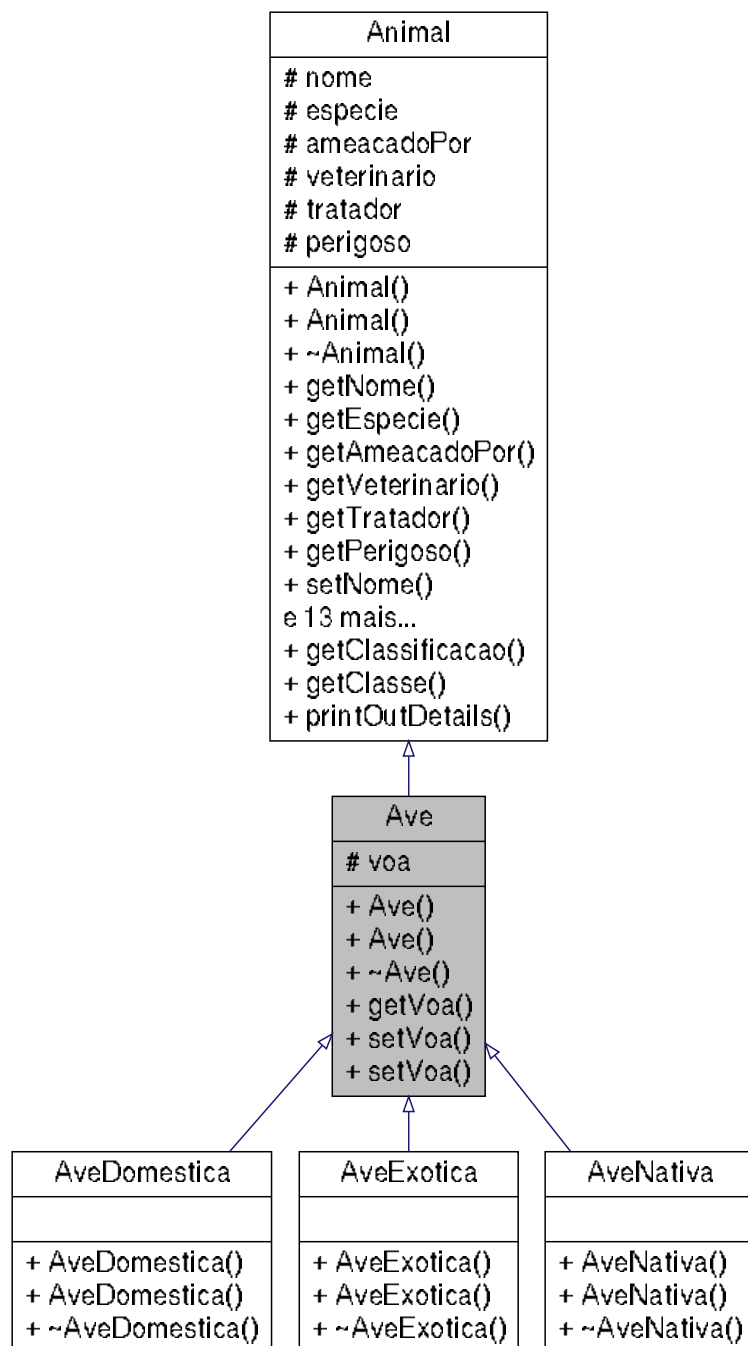 Animal
# nome
# especie
# ameacadoPor
# veterinario
# tratador
# perigoso
+ Animal()
+ Animal()
+ ~Animal()
+ getNome()
+ getEspecie()
+ getAmeacadoPor()
+ getVeterinario()
+ getTratador()
+ getPerigoso()
+ setNome()
e 13 mais...
+ getClassificacao()
+ getClasse()
+ printOutDetails()
Ave
# voa
+ Ave()
+ Ave()
+ ~Ave()
+ getVoa()
+ setVoa()
+ setVoa()
AveDomestica
+ AveDomestica()
+ AveDomestica()
+ ~AveDomestica()
AveExotica
+ AveExotica()
+ AveExotica()
+ ~AveExotica()
AveNativa
+ AveNativa()
+ AveNativa()
+ ~AveNativa()